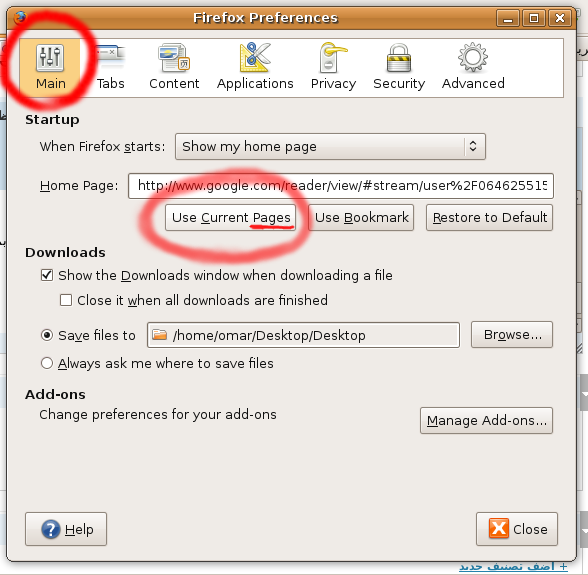 Firefox Preferences
Main Tabs Content Applications Privacy Security Advanced
Startup
When Firefox starts: Show my home page
Home Page: http://www.google.com/reader/view/#stream/user%2F064625515
Use Current Pages Use Bookmark Restore to Default
Downloads
Show the Downloads window when downloading a file
Close it when all downloads are finished
Save files to /home/omar/Desktop/Desktop Browse...
Always ask me where to save files
Add-ons
Change preferences for your add-ons
Manage Add-ons...
Help Close
+ اضف تصنيف جديد